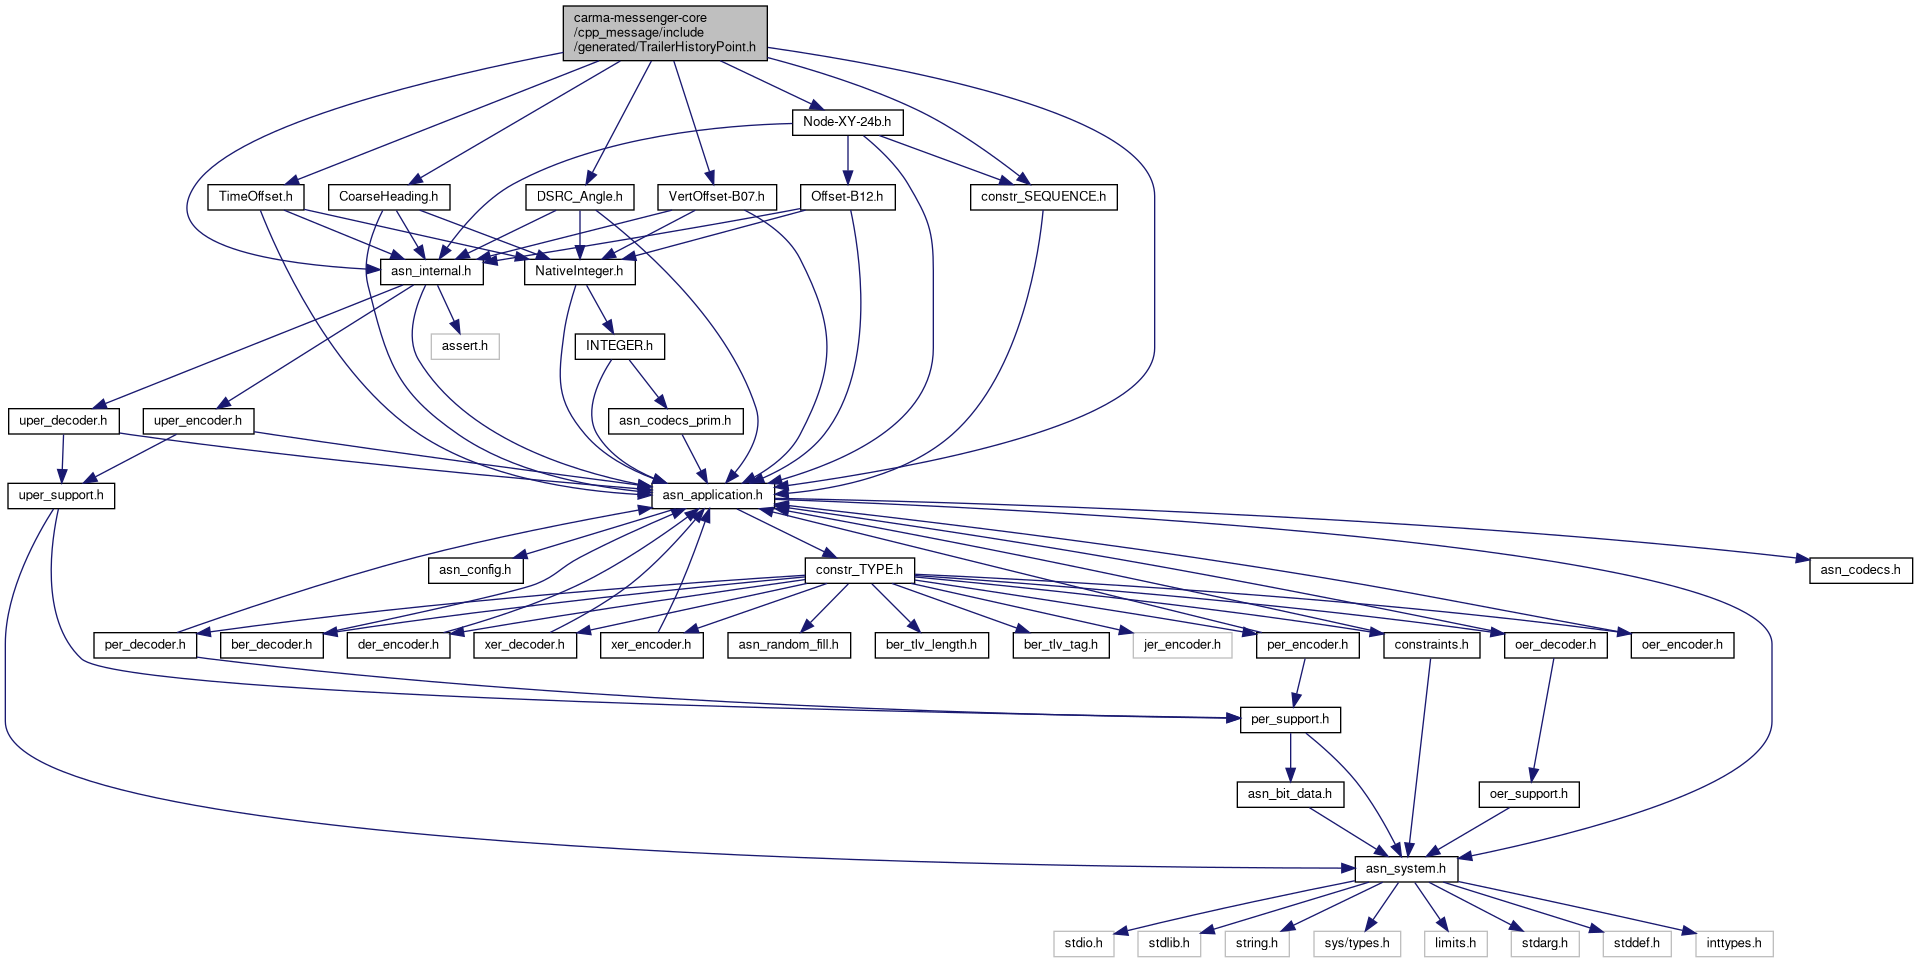 carma-messenger-core
/cpp_message/include
/generated/TrailerHistoryPoint.h
Node-XY-24b.h
TimeOffset.h
CoarseHeading.h
DSRC_Angle.h
VertOffset-B07.h
Offset-B12.h
constr_SEQUENCE.h
asn_internal.h
NativeInteger.h
assert.h
INTEGER.h
uper_decoder.h
uper_encoder.h
asn_codecs_prim.h
uper_support.h
asn_application.h
asn_config.h
constr_TYPE.h
asn_codecs.h
per_decoder.h
ber_decoder.h
der_encoder.h
xer_decoder.h
xer_encoder.h
asn_random_fill.h
ber_tlv_length.h
ber_tlv_tag.h
jer_encoder.h
per_encoder.h
constraints.h
oer_decoder.h
oer_encoder.h
per_support.h
asn_bit_data.h
oer_support.h
asn_system.h
stdio.h
stdlib.h
string.h
sys/types.h
limits.h
stdarg.h
stddef.h
inttypes.h